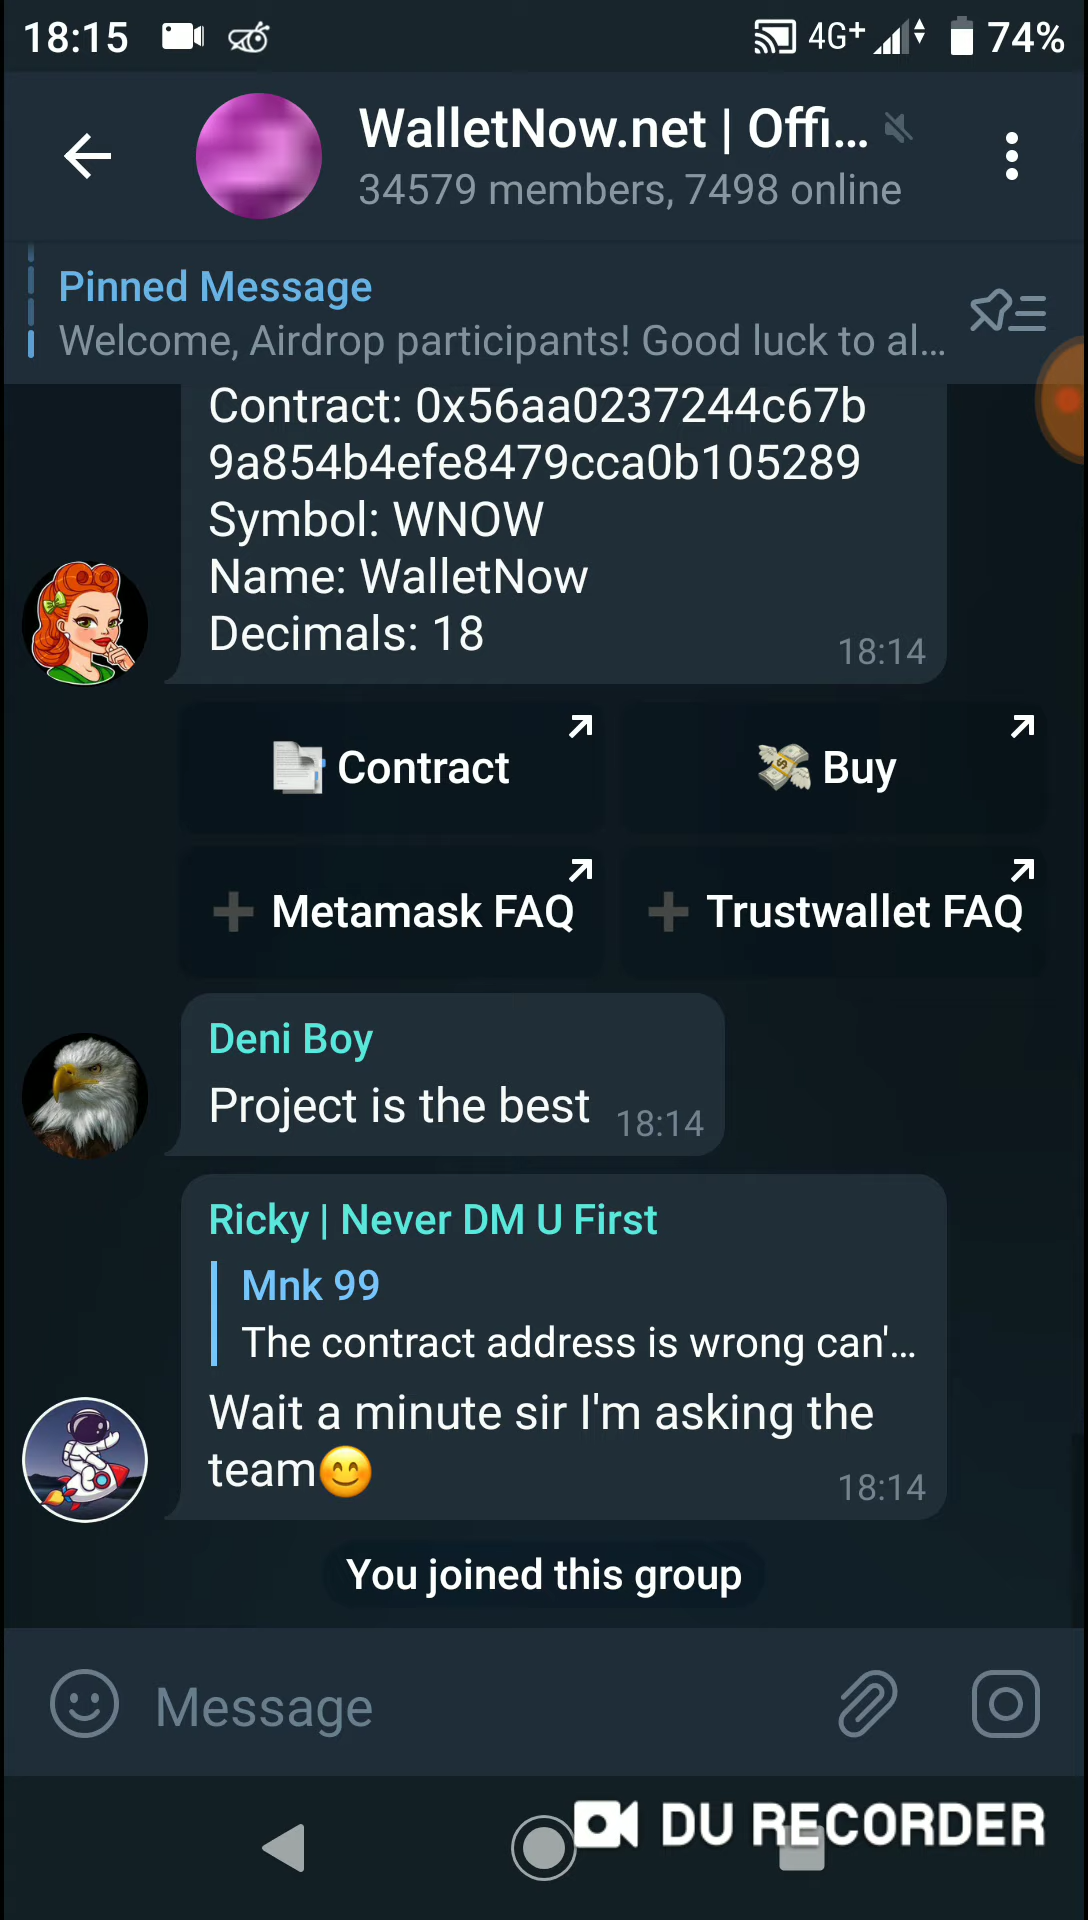 18:15
4G+
74%
WalletNow.net | Offi...
34579 members, 7498 online
Pinned Message
Welcome, Airdrop participants! Good luck to al...
Contract: 0x56aa0237244c67b
9a854b4efe8479cca0b105289
Symbol: WNOW
Name: WalletNow
Decimals: 18
18:14
Contract
Buy
Metamask FAQ
Trustwallet FAQ
Deni Boy
Project is the best
18:14
Ricky | Never DM U First
Mnk 99
The contract address is wrong can'...
Wait a minute sir I'm asking the
team😊
18:14
You joined this group
Message
DU RECORDER